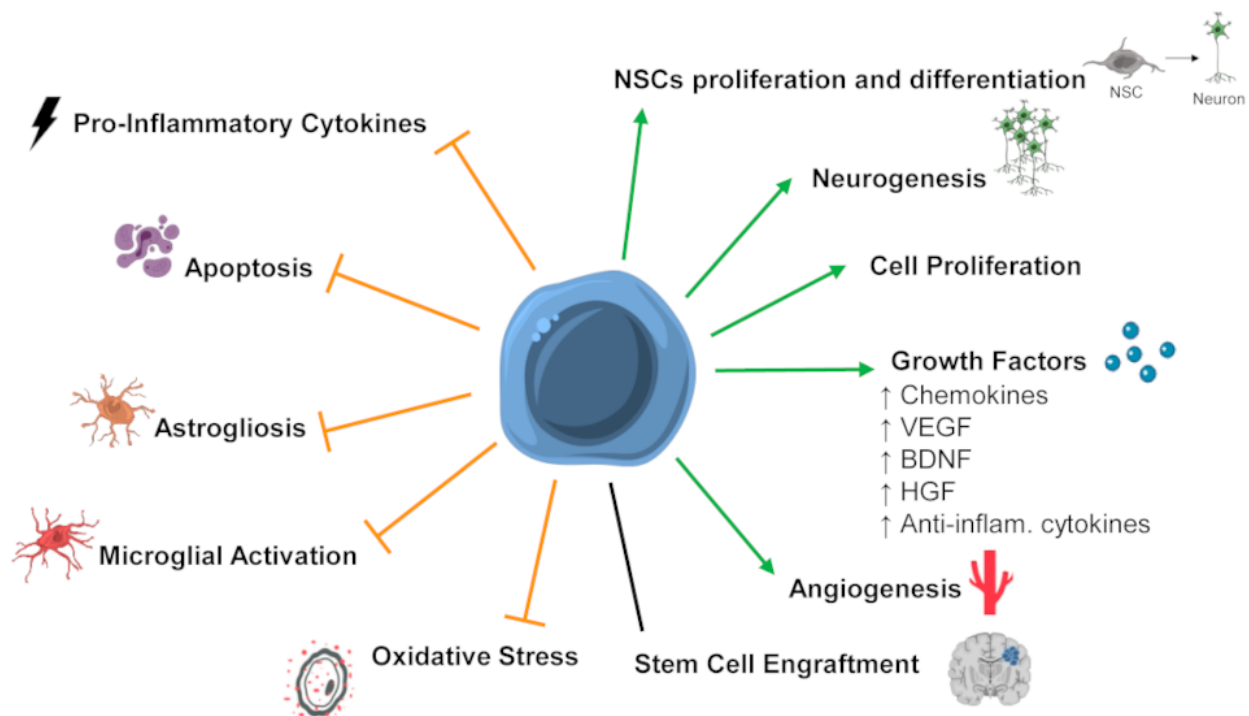 NSCs proliferation and differentiation
NSC
Neuron
Pro-Inflammatory Cytokines
Neurogenesis
Apoptosis
Cell Proliferation
Growth Factors
↑ Chemokines
↑ VEGF
↑ BDNF
↑ HGF
↑ Anti-inflam. cytokines
Astrogliosis
Microglial Activation
Angiogenesis
Oxidative Stress
Stem Cell Engraftment